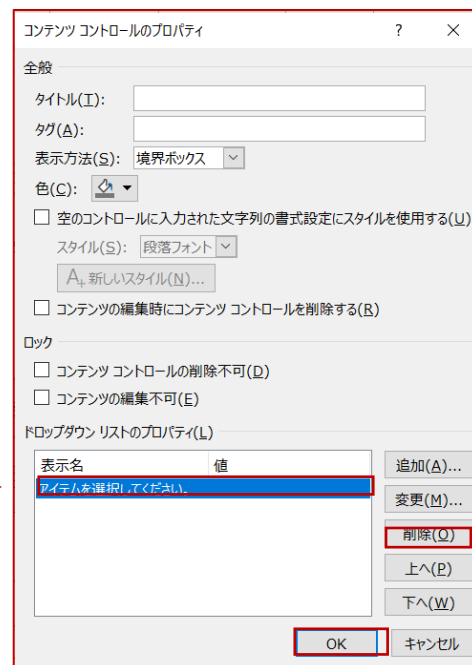 コンテンツ コントロールのプロパティ ? ×
全般
タイトル(T):
タグ(A):
表示方法(S): 境界ボックス
色(C):
空のコントロールに入力された文字列の書式設定にスタイルを使用する(U)
スタイル(S): 段落フォント
A+ 新しいスタイル(N)...
コンテンツの編集時にコンテンツ コントロールを削除する(R)
ロック
コンテンツ コントロールの削除不可(D)
コンテンツの編集不可(E)
ドロップダウン リストのプロパティ(L)
表示名 値 追加(A)...
アイテムを選択してください。
変更(M)...
削除(O)
上へ(P)
下へ(W)
OK キャンセル